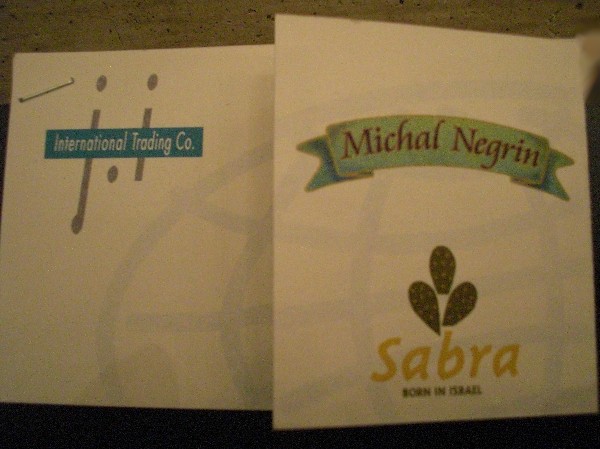 j.i
International Trading Co.
Michal Negrin
Sabra
BORN IN ISRAEL